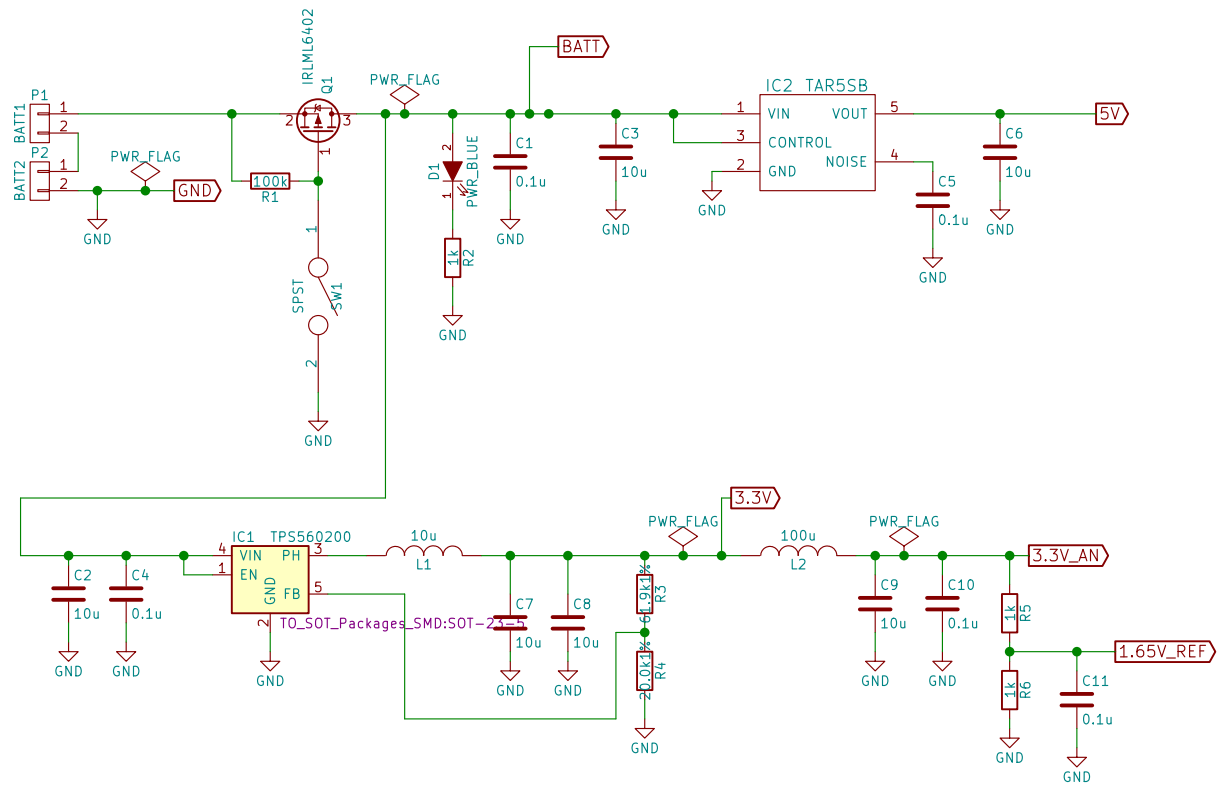 IRLML6402
Q1
BATT
PWR_FLAG
IC2 TAR5SB
P1
BATT1
1
2
2
3
1
1
VIN
VOUT
5
5V
3
CONTROL
2
GND
NOISE
4
C1
0.1u
C3
10u
C6
10u
C5
0.1u
P2
BATT2
1
2
PWR_FLAG
GND
GND
100k
R1
D1
2
1
PWR_BLUE
1k
R2
GND
GND
GND
GND
GND
GND
1
SPST
SW1
2
GND
3.3V
IC1 TPS560200
4
VIN
PH
3
1
EN
GND
FB
5
2
TO_SOT_Packages_SMD:SOT-23-5
10u
L1
PWR_FLAG
100u
L2
PWR_FLAG
3.3V_AN
C2
10u
C4
0.1u
C7
10u
C8
10u
61.9k1%
R3
20.0k1%
R4
C9
10u
C10
0.1u
1k
R5
1.65V_REF
1k
R6
C11
0.1u
GND
GND
GND
GND
GND
GND
GND
GND
GND
GND